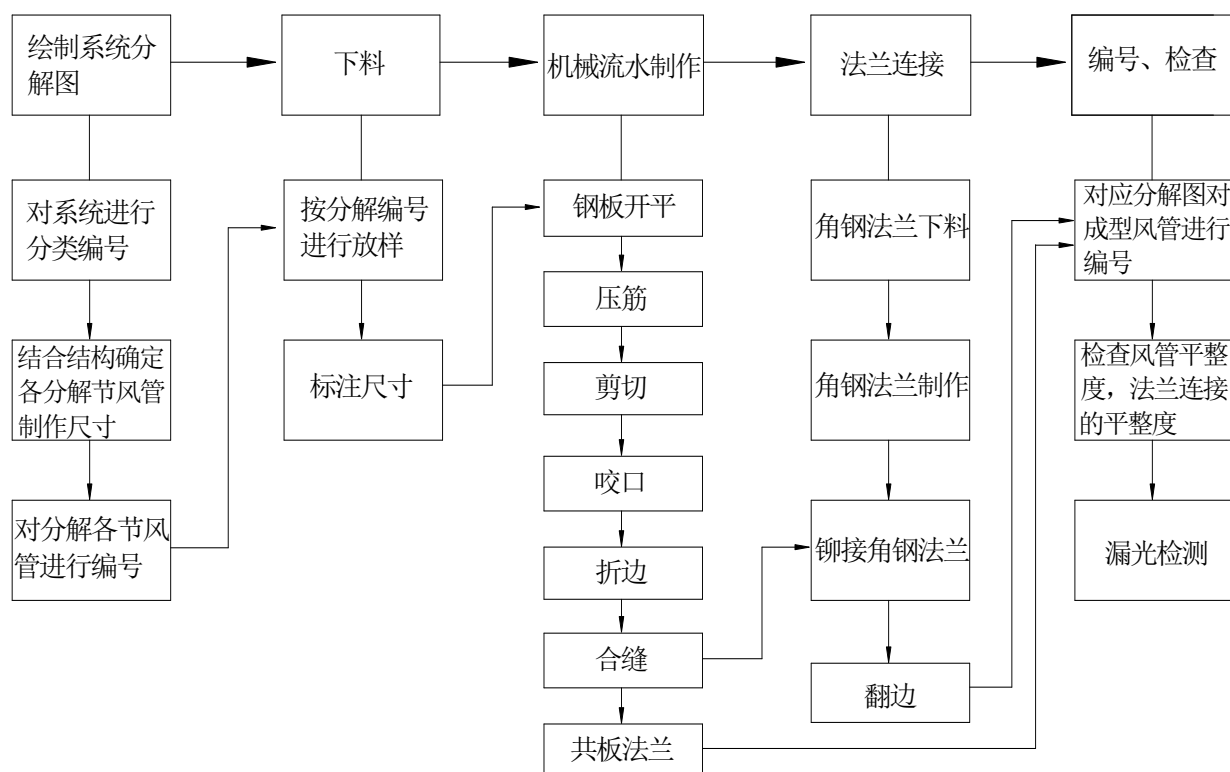 绘制系统分
解图
下料
机械流水制作
法兰连接
编号、检查
对系统进行
分类编号
按分解编号
进行放样
钢板开平
角钢法兰下料
对应分解图对
成型风管进行
编号
压筋
结合结构确定
各分解节风管
制作尺寸
标注尺寸
剪切
角钢法兰制作
检查风管平整
度，法兰连接
的平整度
咬口
对分解各节风
管进行编号
折边
铆接角钢法兰
漏光检测
合缝
翻边
共板法兰